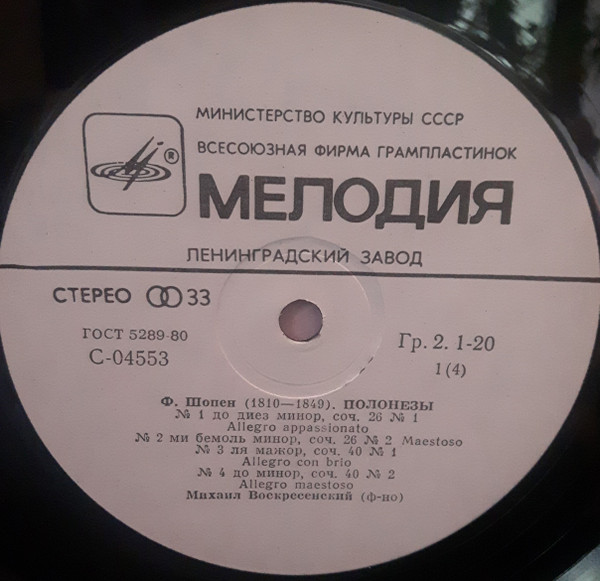 МИНИСТЕРСТВО КУЛЬТУРЫ СССР
ВСЕСОЮЗНАЯ ФИРМА ГРАМПЛАСТИНОК
®
МЕЛОДИЯ
ЛЕНИНГРАДСКИЙ ЗАВОД
СТЕРЕО 33
ГОСТ 5289-80
С-04553
Гр. 2. 1-20
1 (4)
Ф. Шопен (1810—1849). ПОЛОНЕЗЫ
№ 1 до диез минор, соч. 26 № 1
Allegro appassionato
№ 2 ми бемоль минор, соч. 26 № 2 Maestoso
№ 3 ля мажор, соч. 40 № 1
Allegro con brio
№ 4 до минор, соч. 40 № 2
Allegro maestoso
Михаил Воскресенский (ф-но)